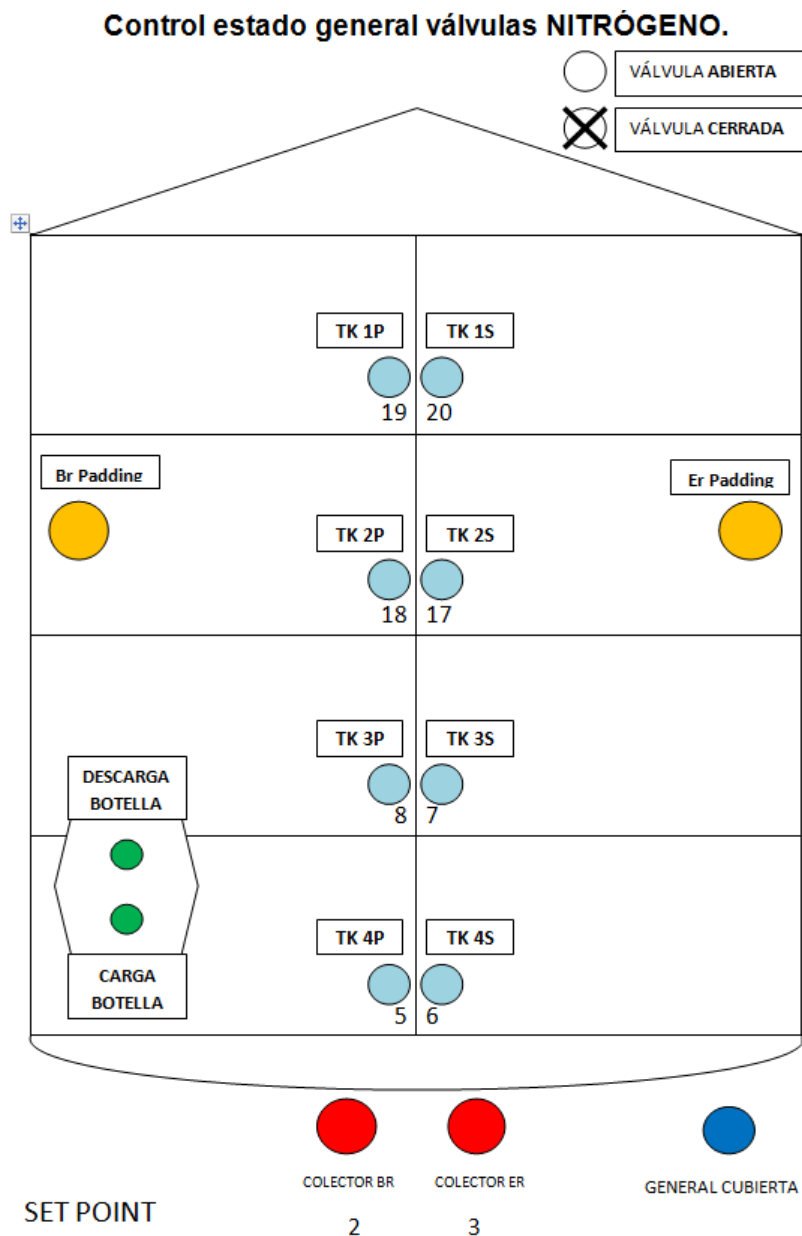 Control estado general válvulas NITRÓGENO.
VÁLVULA ABIERTA
VÁLVULA CERRADA
TK 1P
TK 1S
19
20
Br Padding
Er Padding
TK 2P
TK 2S
18
17
TK 3P
TK 3S
8
7
DESCARGA
BOTELLA
TK 4P
TK 4S
CARGA
BOTELLA
5
6
COLECTOR BR
COLECTOR ER
GENERAL CUBIERTA
SET POINT
2
3